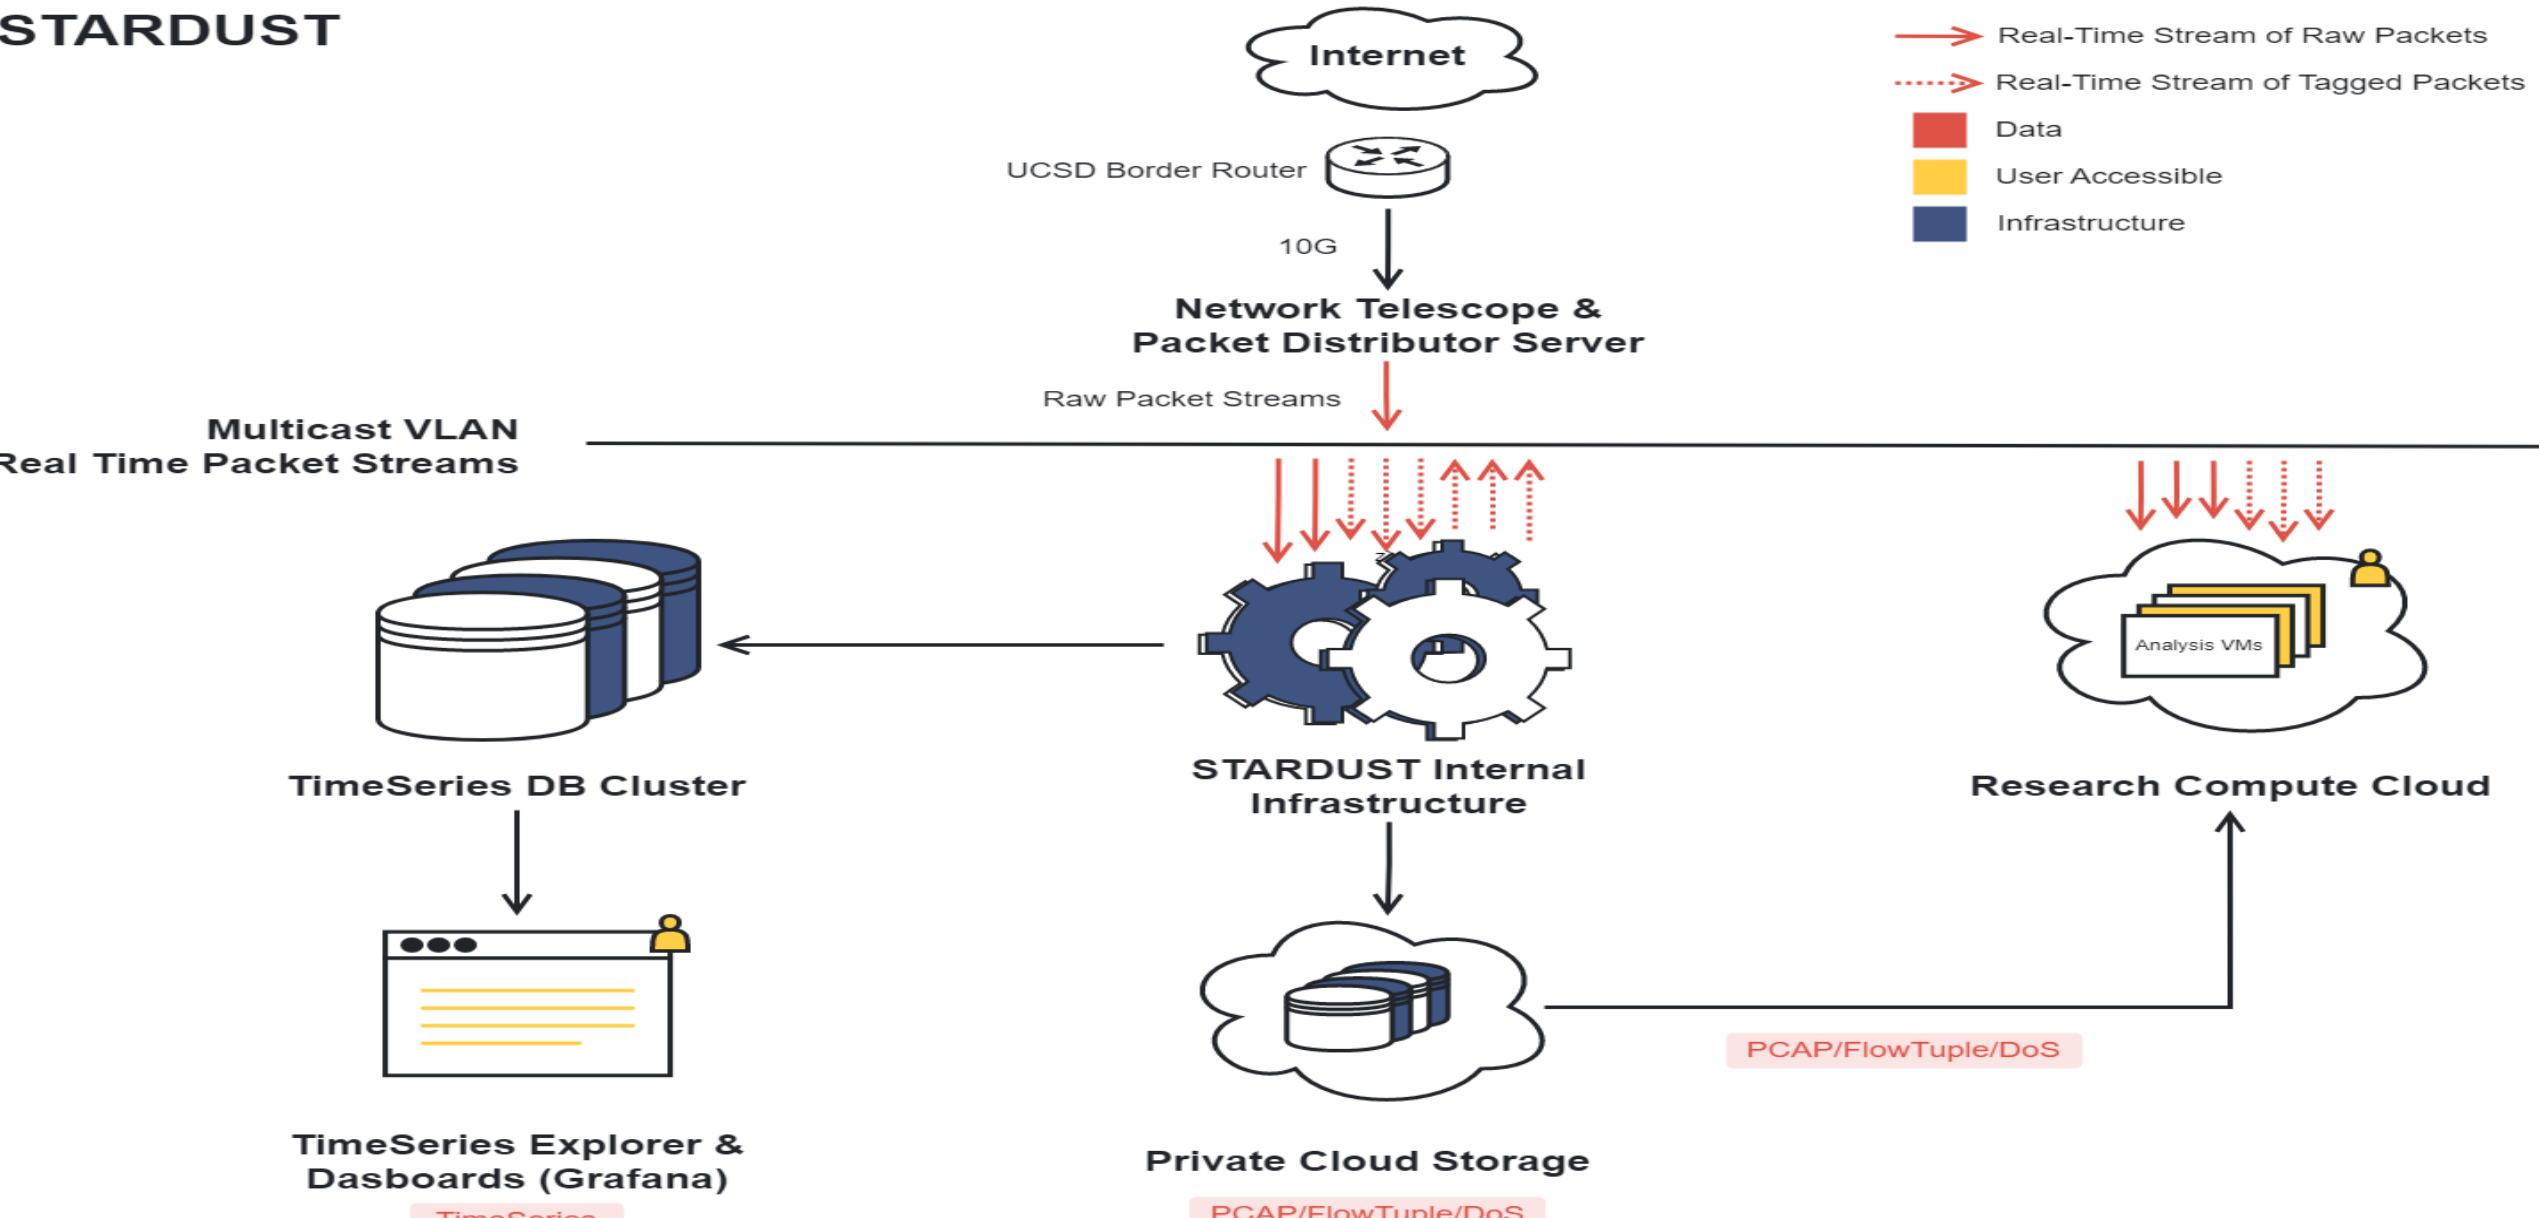 STARDUST
Internet
Real-Time Stream of Raw Packets
Real-Time Stream of Tagged Packets
Data
User Accessible
Infrastructure
UCSD Border Router
10G
Network Telescope &
Packet Distributor Server
Raw Packet Streams
Multicast VLAN
Real Time Packet Streams
Analysis VMs
TimeSeries DB Cluster
STARDUST Internal
Infrastructure
Research Compute Cloud
PCAP/FlowTuple/DoS
TimeSeries Explorer &
Dasboards (Grafana)
TimeSeries
Private Cloud Storage
PCAP/FlowTuple/DoS